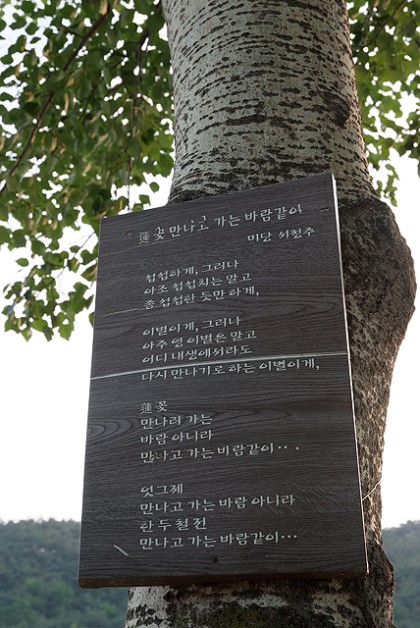 蓮꽃 만나고 가는 바람같이
미당 서정주
섭섭하게, 그러나
아조 섭섭치는 말고
좀 섭섭한 듯만 하게,
이별이게, 그러나
아주 영 이별은 말고
어디 내생에서라도
다시 만나기로 하는 이별이게,
蓮꽃
만나러 가는
바람 아니라
만나고 가는 바람같이…
엇그제
만나고 가는 바람 아니라
한 두 철 전
만나고 가는 바람같이…